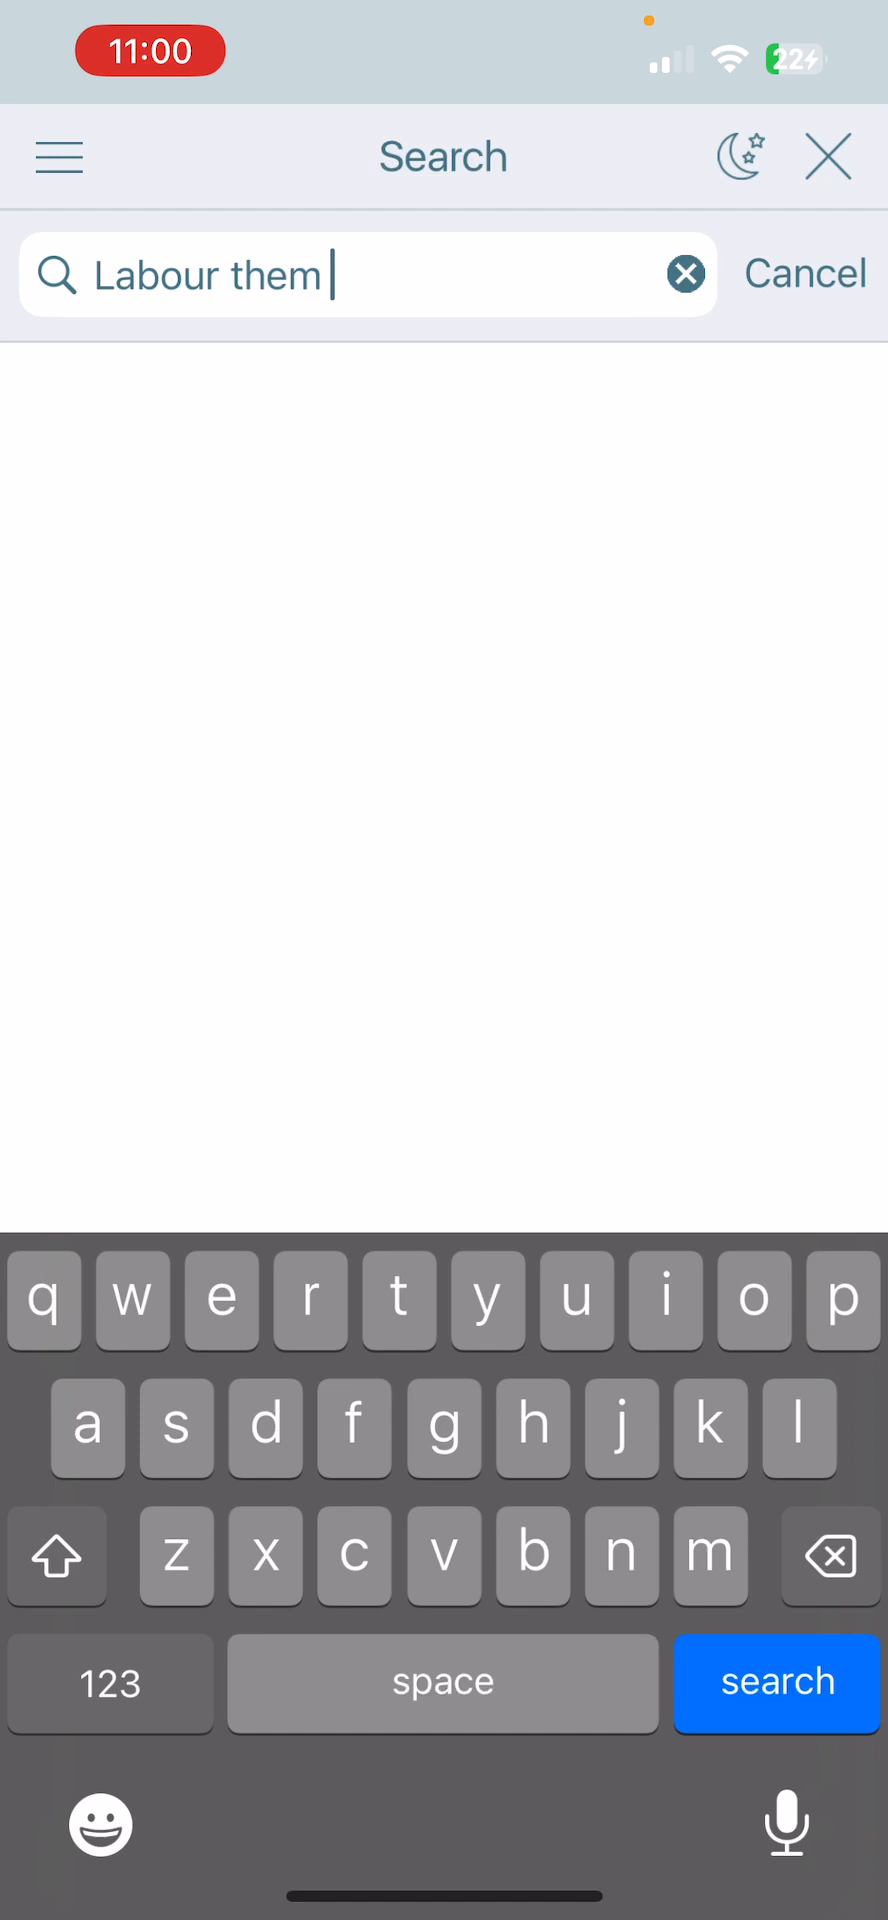 11:00
22
Search
Labour them
Cancel
q w e r t y u i o p
a s d f g h j k l
z x c v b n m
123 space search